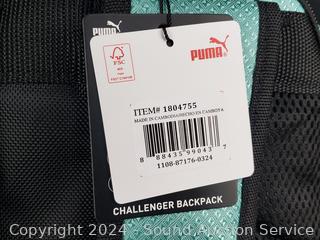 FSC
MIX
PUMA
ITEM# 1804755
MADE IN CAMBODIA/HECHO EN CAMBOYA
8 88435 99043 7
1108-87176-0324
CHALLENGER BACKPACK
Copyright © 2024 - Sound Auction Service